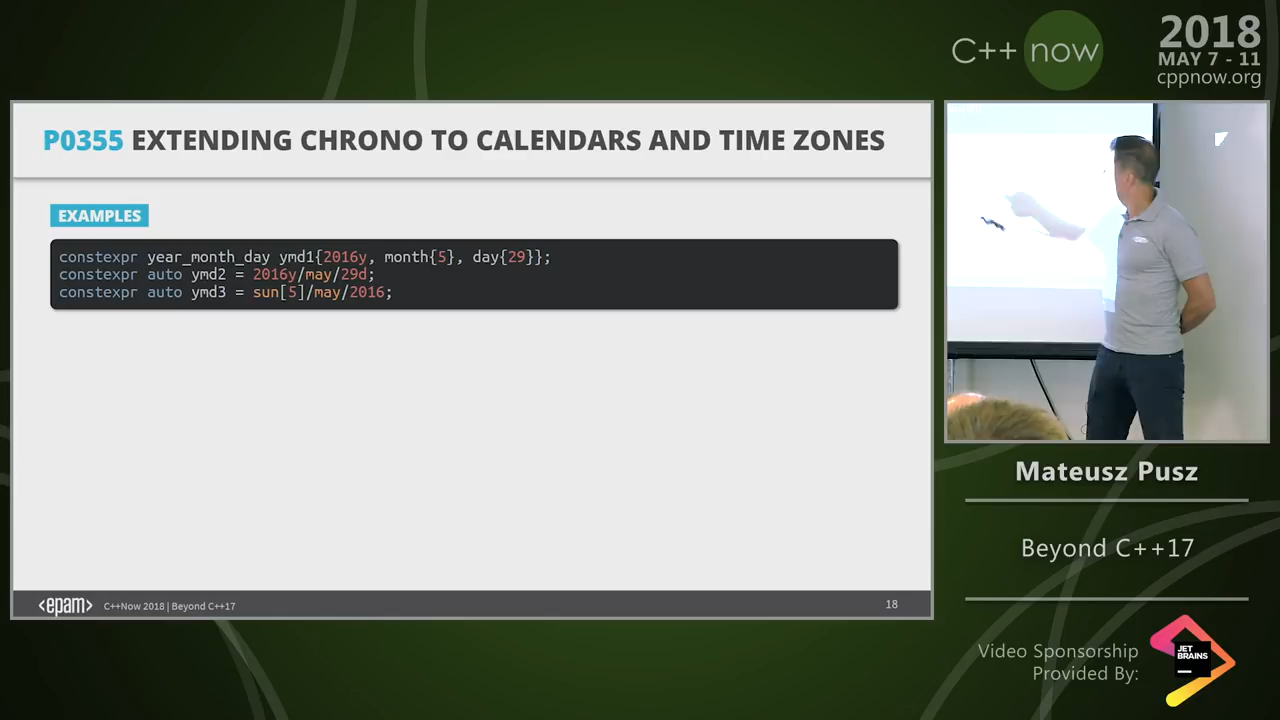 C++ now
2018
MAY 7 - 11
cppnow.org
P0355 EXTENDING CHRONO TO CALENDARS AND TIME ZONES
EXAMPLES
constexpr year_month_day ymd1{2016y, month{5}, day{29}};
constexpr auto ymd2 = 2016y/may/29d;
constexpr auto ymd3 = sun[5]/may/2016;
<epam> C++Now 2018 | Beyond C++17
18
Mateusz Pusz
Beyond C++17
Video Sponsorship
Provided By:
JET
BRAINS